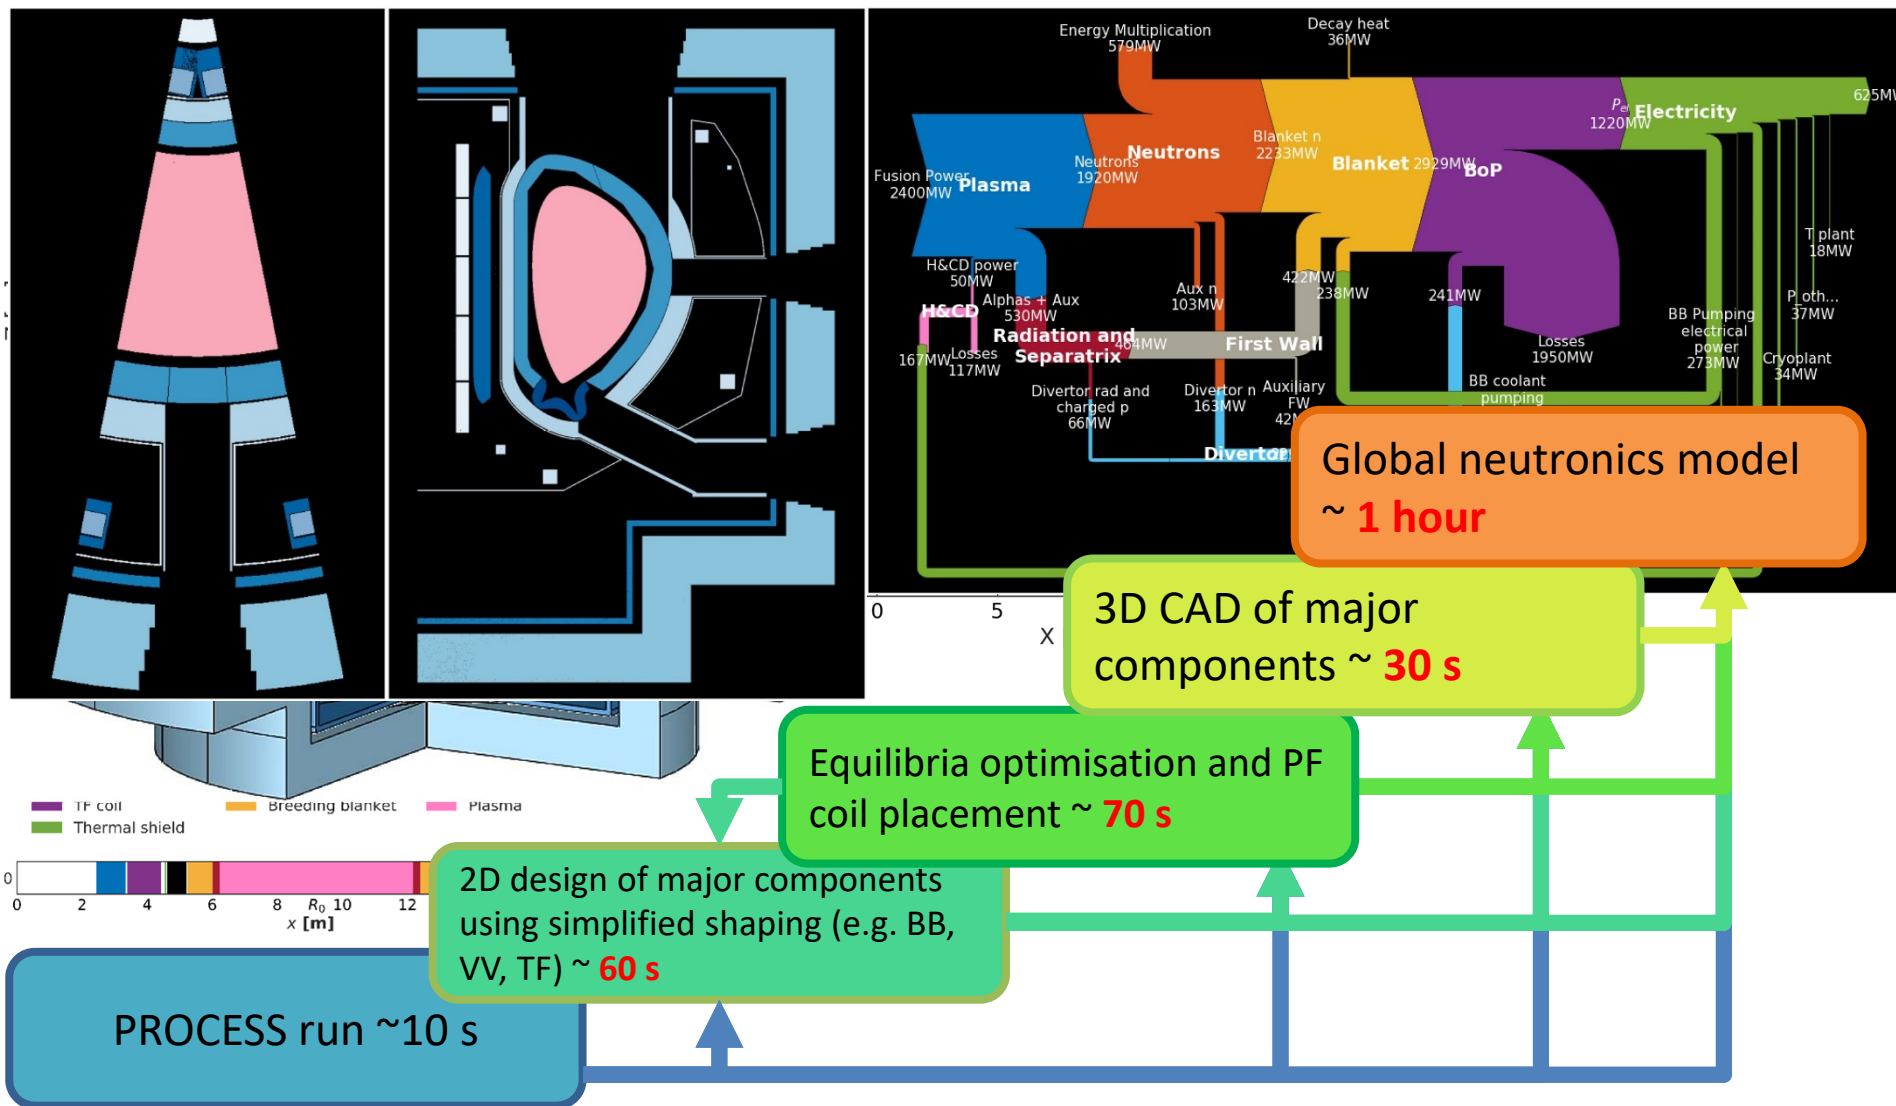 Energy Multiplication
579MW
Decay heat
36MW
625MW
P_el
1220MW
Electricity
Neutrons
Blanket n
2233MW
Blanket
2929MW
BoP
Neutrons
1920MW
Fusion Power
2400MW
Plasma
T plant
18MW
H&CD power
50MW
Aux n
103MW
422MW
238MW
241MW
P_oth...
37MW
H&CD
Alphas + Aux
530MW
Radiation and
Separatrix
464MW
First Wall
BB Pumping
electrical
power
273MW
Losses
1950MW
167MW
Losses
117MW
Cryoplant
34MW
Divertor rad and
charged p
66MW
Divertor n
163MW
Auxiliary
FW
BB coolant
pumping
Divertor
Global neutronics model
~ 1 hour
0
5
X
3D CAD of major
components ~ 30 s
Equilibria optimisation and PF
coil placement ~ 70 s
TF coil
Breeding blanket
Plasma
Thermal shield
2D design of major components
using simplified shaping (e.g. BB,
VV, TF) ~ 60 s
0
0 2 4 6 8 R0 10 12
x [m]
PROCESS run ~10 s